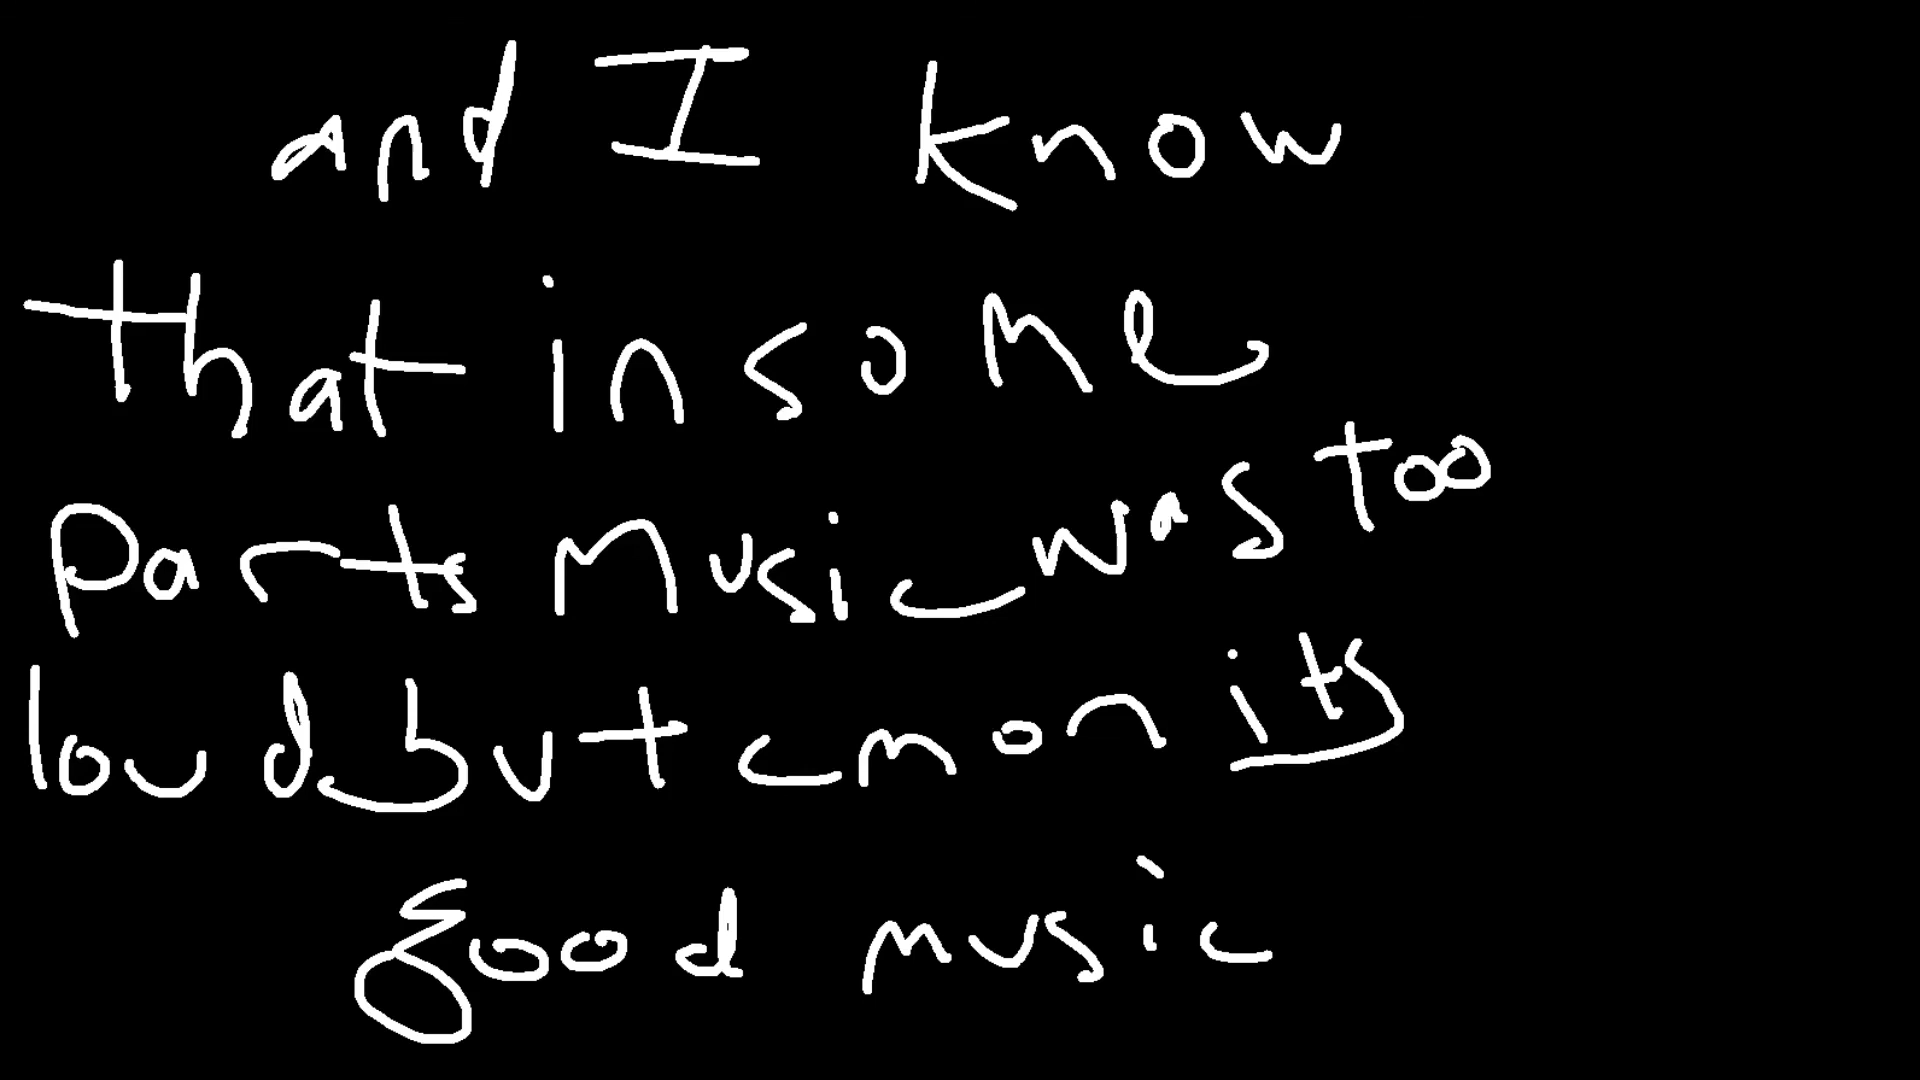 and I know
that in some
parts music was too
loud but cmon its
good music